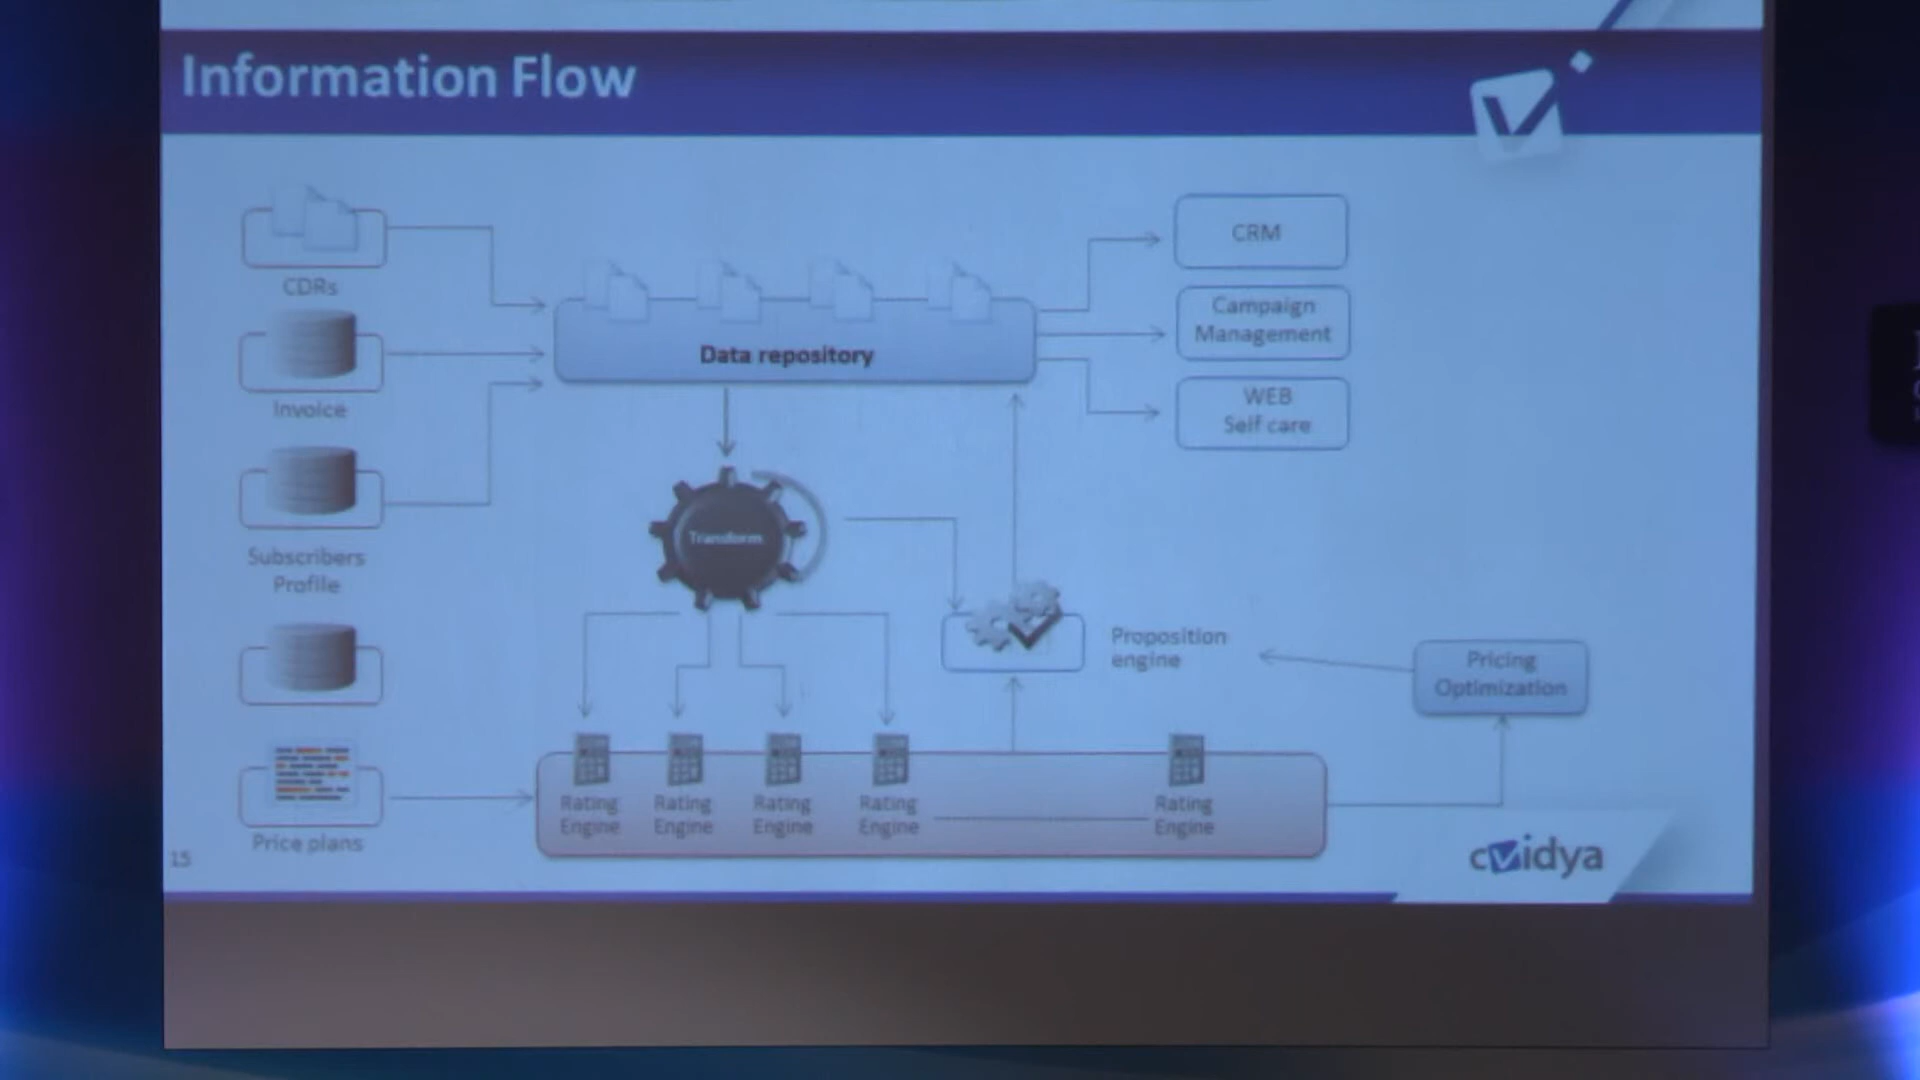 Information Flow
CDRs
Invoice
Subscribers
Profile
Price plans
Data repository
Transform
CRM
Campaign
Management
WEB
Self care
Proposition
engine
Pricing
Optimization
Rating
Engine
Rating
Engine
Rating
Engine
Rating
Engine
Rating
Engine
15
cvidya